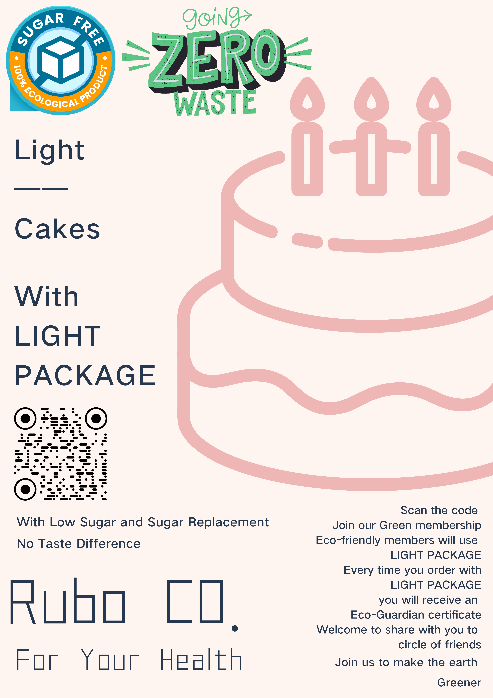 SUGAR FREE
100% ECOLOGICAL PRODUCT
going
ZERO
WASTE
Light
——
Cakes
With
LIGHT
PACKAGE
With Low Sugar and Sugar Replacement
No Taste Difference
Rubo CO.
For Your Health
Scan the code
Join our Green membership
Eco-friendly members will use
LIGHT PACKAGE
Every time you order with
LIGHT PACKAGE
you will receive an
Eco-Guardian certificate
Welcome to share with you to
circle of friends
Join us to make the earth
Greener